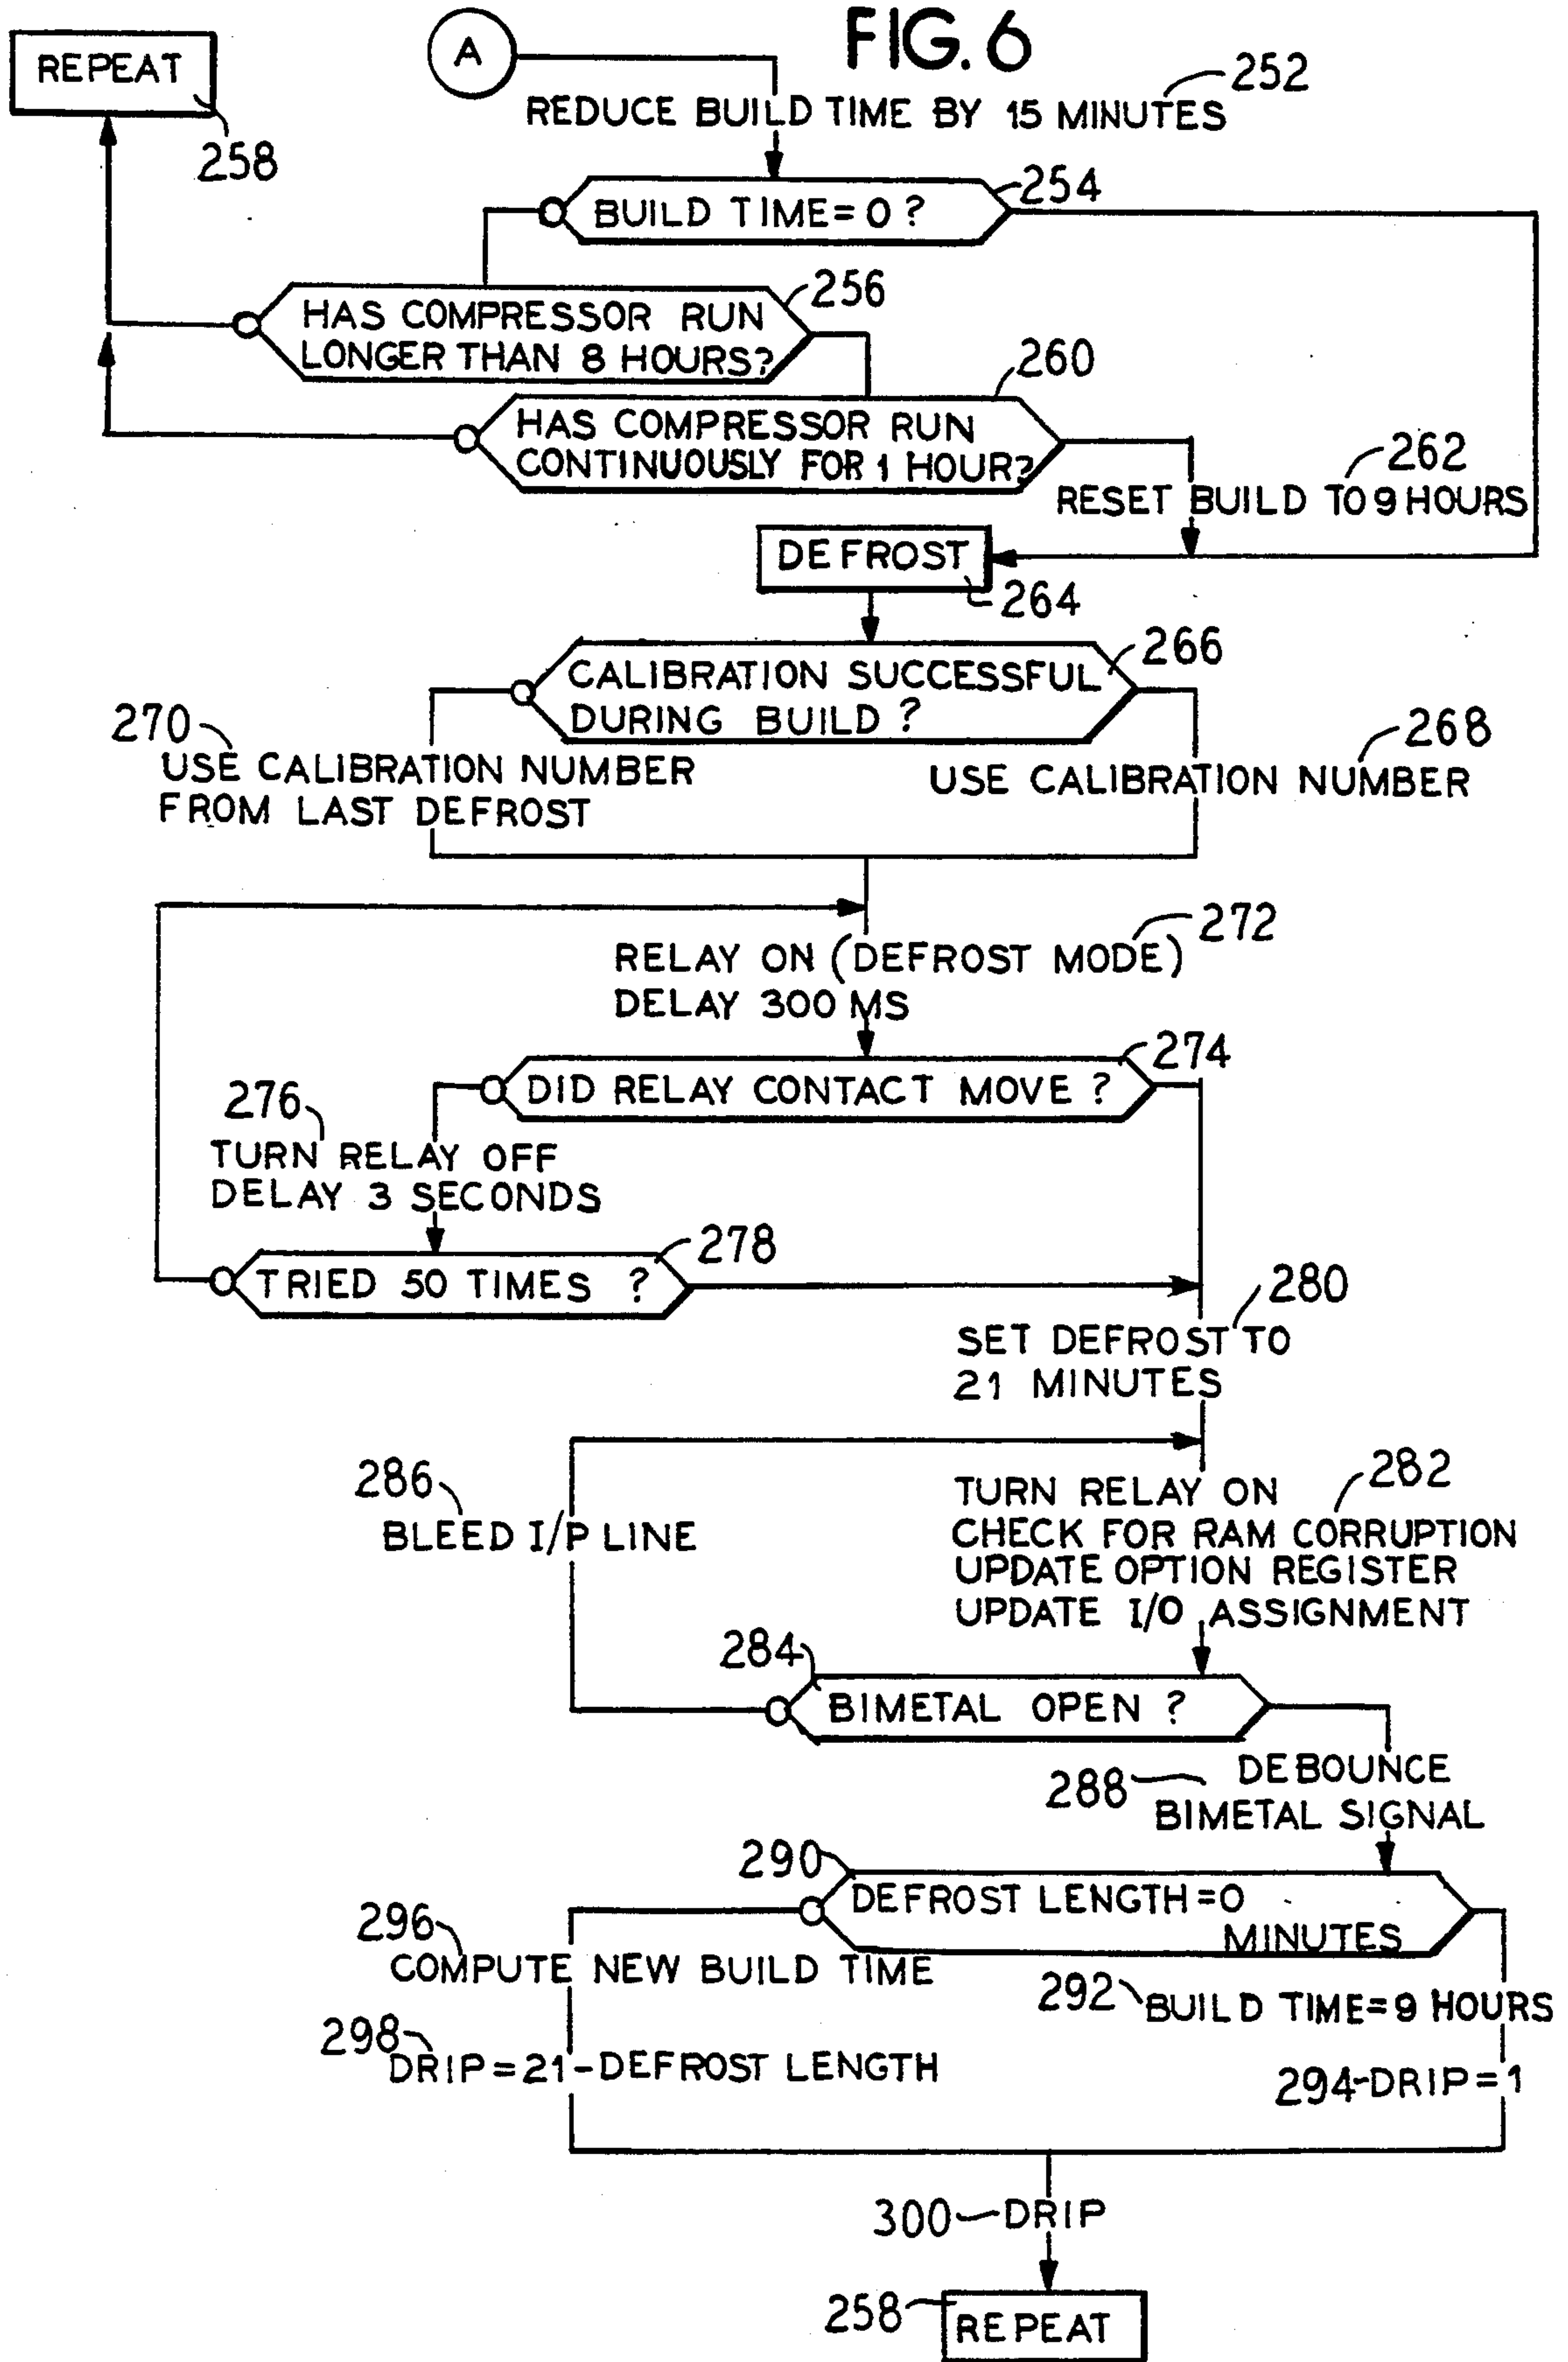 FIG. 6
REPEAT
258
A
252
REDUCE BUILD TIME BY 15 MINUTES
254
BUILD TIME = 0 ?
256
HAS COMPRESSOR RUN
LONGER THAN 8 HOURS?
260
HAS COMPRESSOR RUN
CONTINUOUSLY FOR 1 HOUR?
262
RESET BUILD TO 9 HOURS
DEFROST
264
266
CALIBRATION SUCCESSFUL
DURING BUILD ?
270
USE CALIBRATION NUMBER
FROM LAST DEFROST
268
USE CALIBRATION NUMBER
272
RELAY ON (DEFROST MODE)
DELAY 300 MS
274
DID RELAY CONTACT MOVE ?
276
TURN RELAY OFF
DELAY 3 SECONDS
278
TRIED 50 TIMES ?
280
SET DEFROST TO
21 MINUTES
286
BLEED I/P LINE
282
TURN RELAY ON
CHECK FOR RAM CORRUPTION
UPDATE OPTION REGISTER
UPDATE I/O ASSIGNMENT
284
BIMETAL OPEN ?
288
DEBOUNCE
BIMETAL SIGNAL
290
DEFROST LENGTH = 0
MINUTES
296
COMPUTE NEW BUILD TIME
292
BUILD TIME = 9 HOURS
298
DRIP = 21 - DEFROST LENGTH
294 DRIP = 1
300 DRIP
258
REPEAT